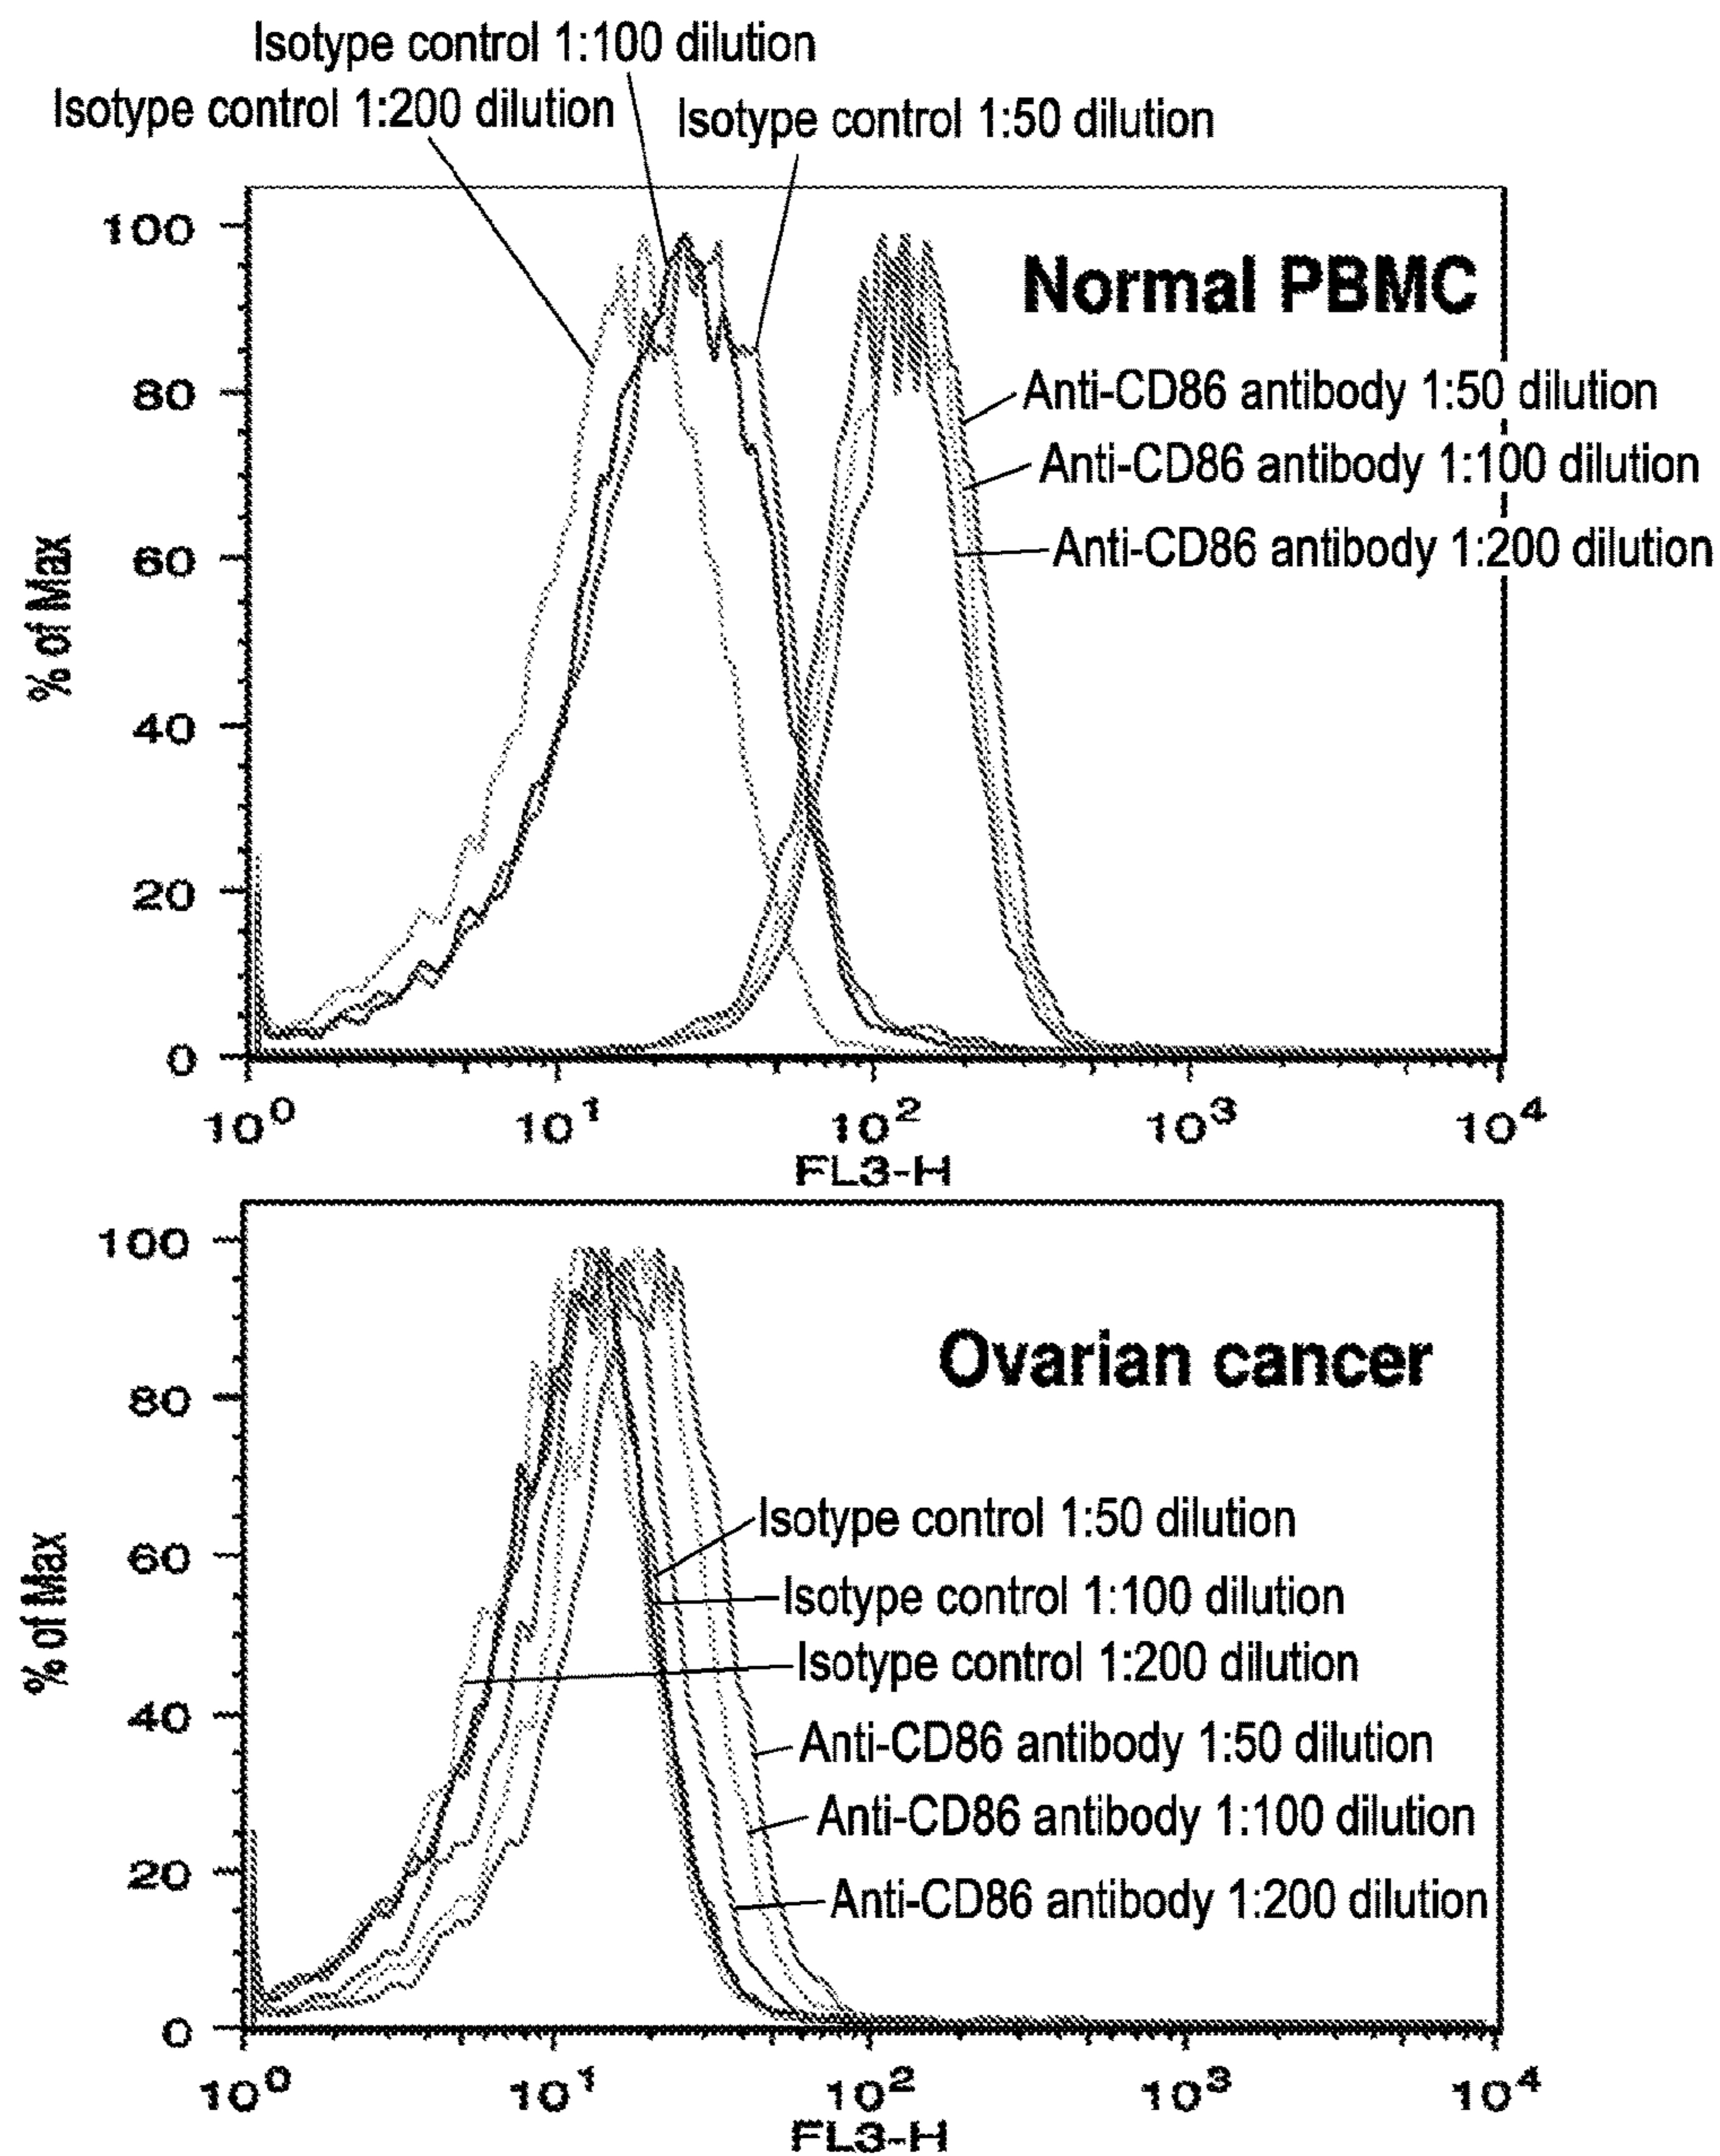 Isotype control 1:100 dilution
Isotype control 1:200 dilution
Isotype control 1:50 dilution
100
80
60
40
20
0
% of Max
Normal PBMC
Anti-CD86 antibody 1:50 dilution
Anti-CD86 antibody 1:100 dilution
Anti-CD86 antibody 1:200 dilution
10⁰ 10¹ 10² 10³ 10⁴
FL3-H
100
80
60
40
20
0
% of Max
Ovarian cancer
Isotype control 1:50 dilution
Isotype control 1:100 dilution
Isotype control 1:200 dilution
Anti-CD86 antibody 1:50 dilution
Anti-CD86 antibody 1:100 dilution
Anti-CD86 antibody 1:200 dilution
10⁰ 10¹ 10² 10³ 10⁴
FL3-H